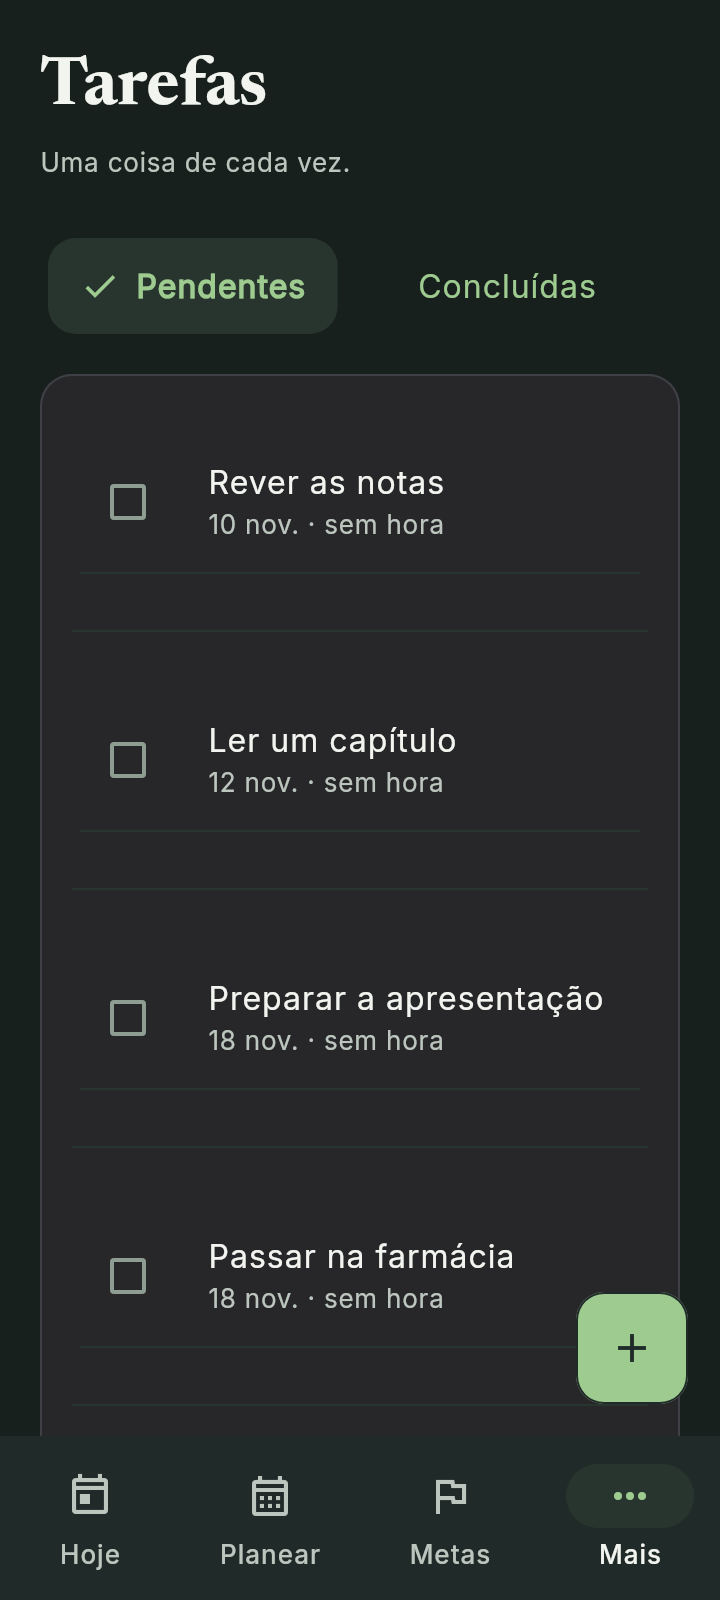 Tarefas
Uma coisa de cada vez.
Pendentes
Concluídas
Rever as notas
10 nov. · sem hora
Ler um capítulo
12 nov. · sem hora
Preparar a apresentação
18 nov. · sem hora
Passar na farmácia
18 nov. · sem hora
Hoje
Planear
Metas
Mais